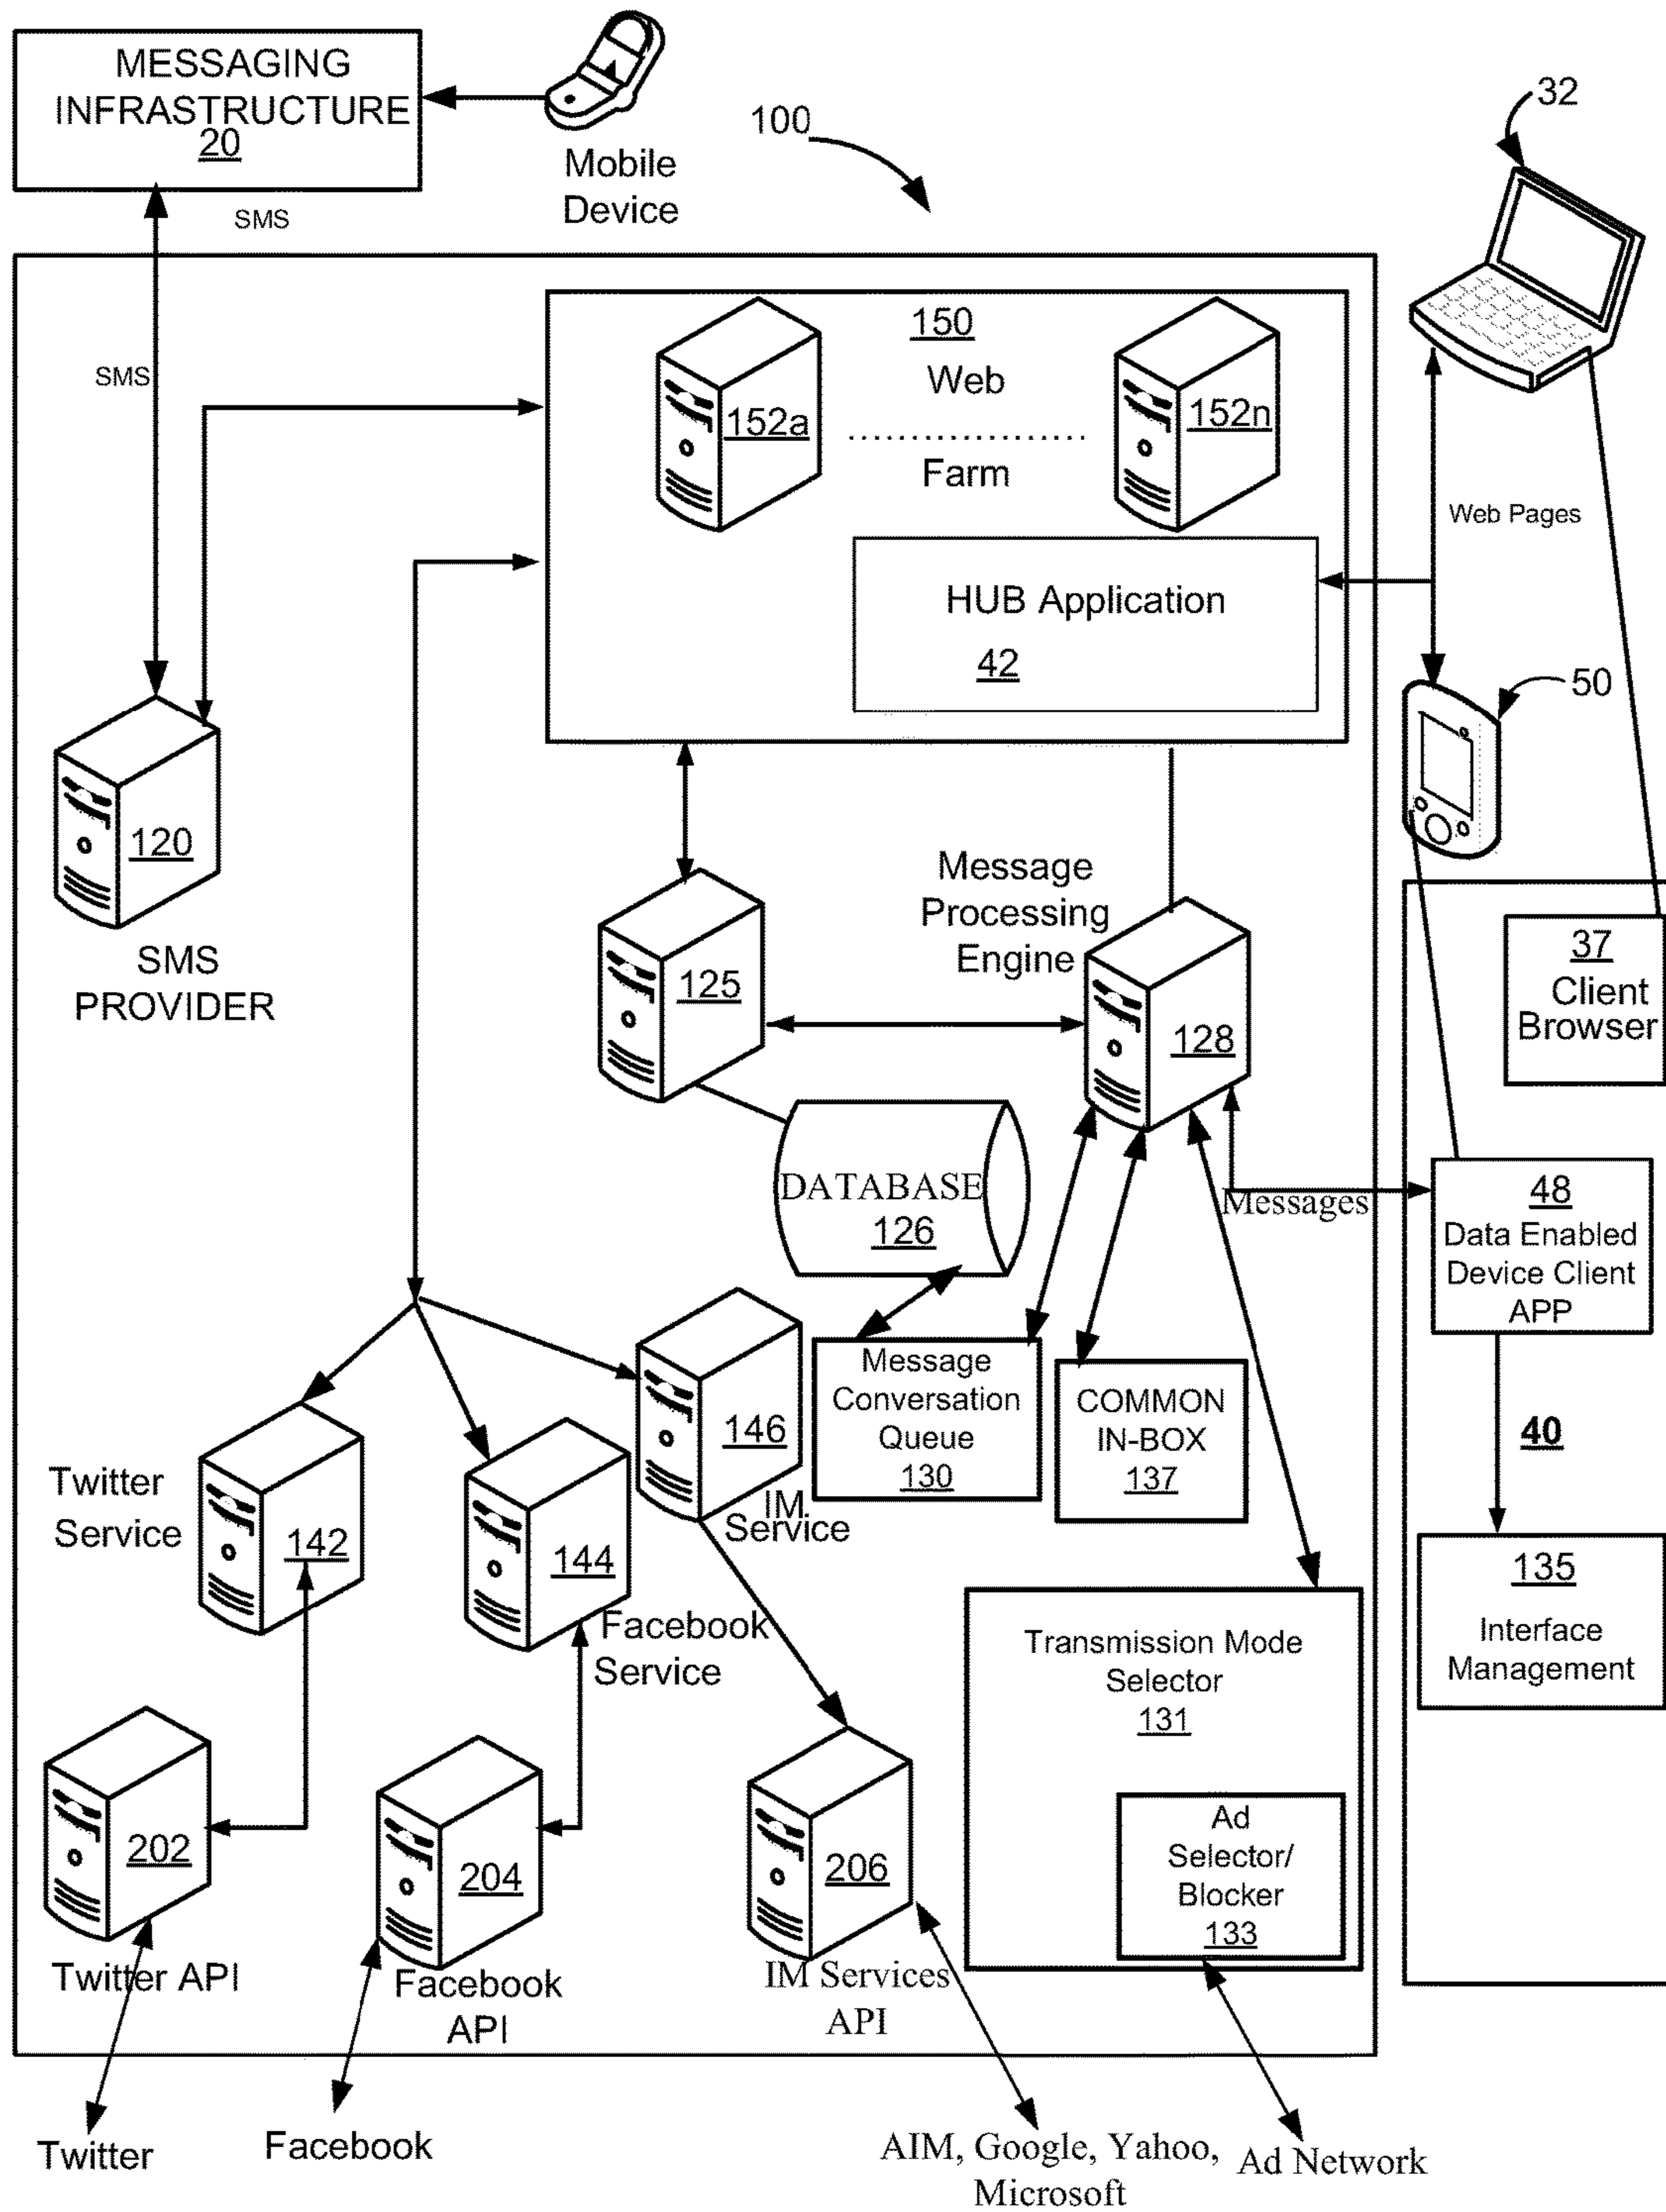 MESSAGING
INFRASTRUCTURE
20
Mobile
Device
100
32
SMS
SMS
150
Web
Farm
152a
152n
Web Pages
HUB Application
42
50
120
SMS
PROVIDER
Message
Processing
Engine
125
128
37
Client
Browser
DATABASE
126
Messages
48
Data Enabled
Device Client
APP
Message
Conversation
Queue
130
COMMON
IN-BOX
137
40
146
IM
Service
Twitter
Service
142
144
Facebook
Service
135
Interface
Management
Transmission Mode
Selector
131
Ad
Selector/
Blocker
133
202
Twitter API
204
Facebook
API
206
IM Services
API
Twitter
Facebook
AIM, Google, Yahoo,
Microsoft
Ad Network